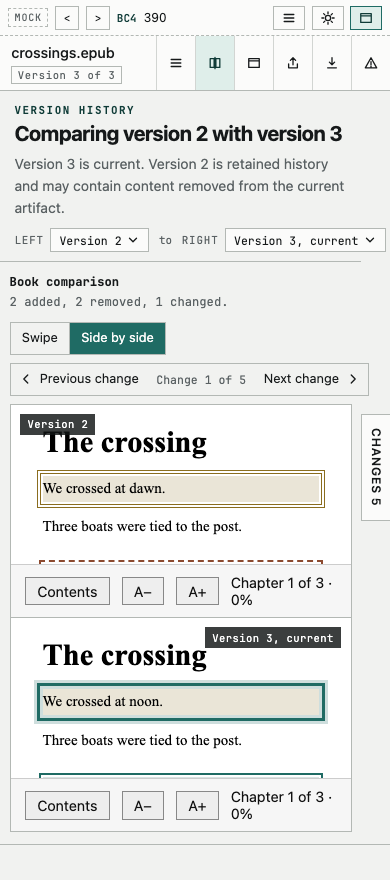 MOCK < > BC4 390
crossings.epub
Version 3 of 3
VERSION HISTORY
Comparing version 2 with version 3
Version 3 is current. Version 2 is retained history
and may contain content removed from the current
artifact.
LEFT Version 2 to RIGHT Version 3, current
Book comparison
2 added, 2 removed, 1 changed.
Swipe Side by side
Previous change Change 1 of 5 Next change
CHANGES 5
Version 2
The crossing
We crossed at dawn.
Three boats were tied to the post.
Contents A− A+ Chapter 1 of 3 ·
0%
Version 3, current
The crossing
We crossed at noon.
Three boats were tied to the post.
Contents A− A+ Chapter 1 of 3 ·
0%